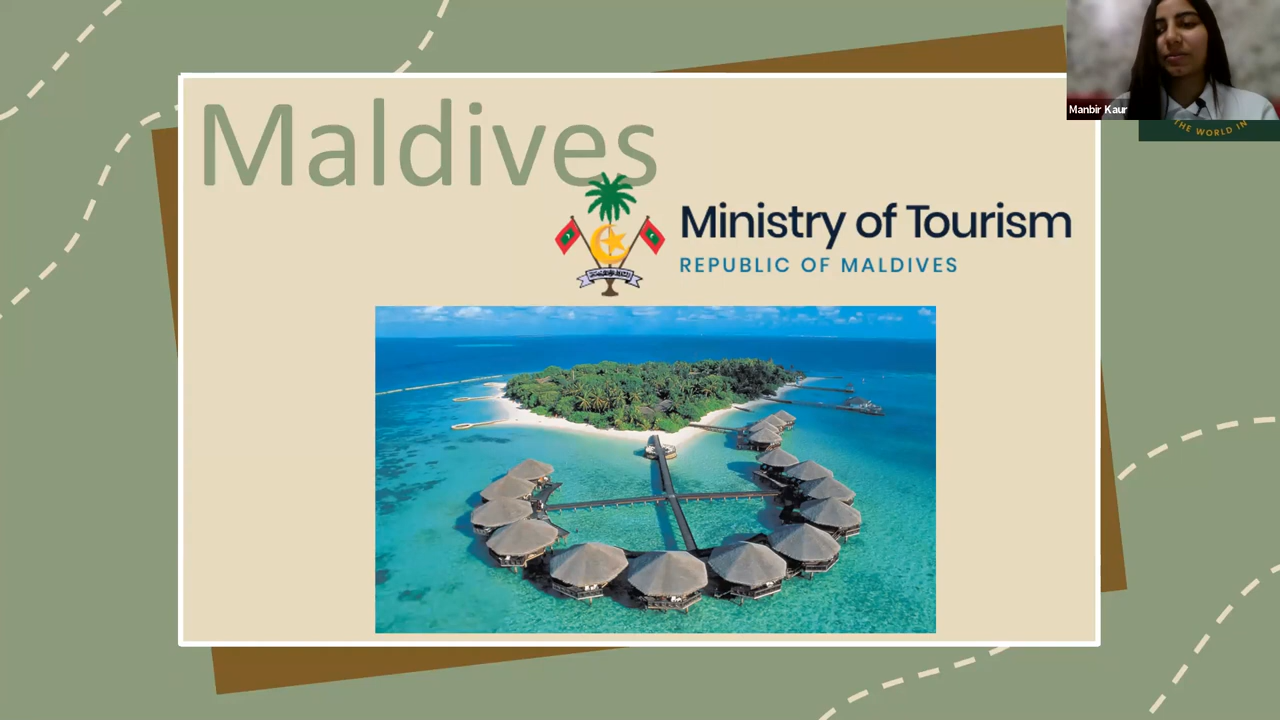 Maldives
Ministry of Tourism
REPUBLIC OF MALDIVES
Manbir Kaur
THE WORLD IN